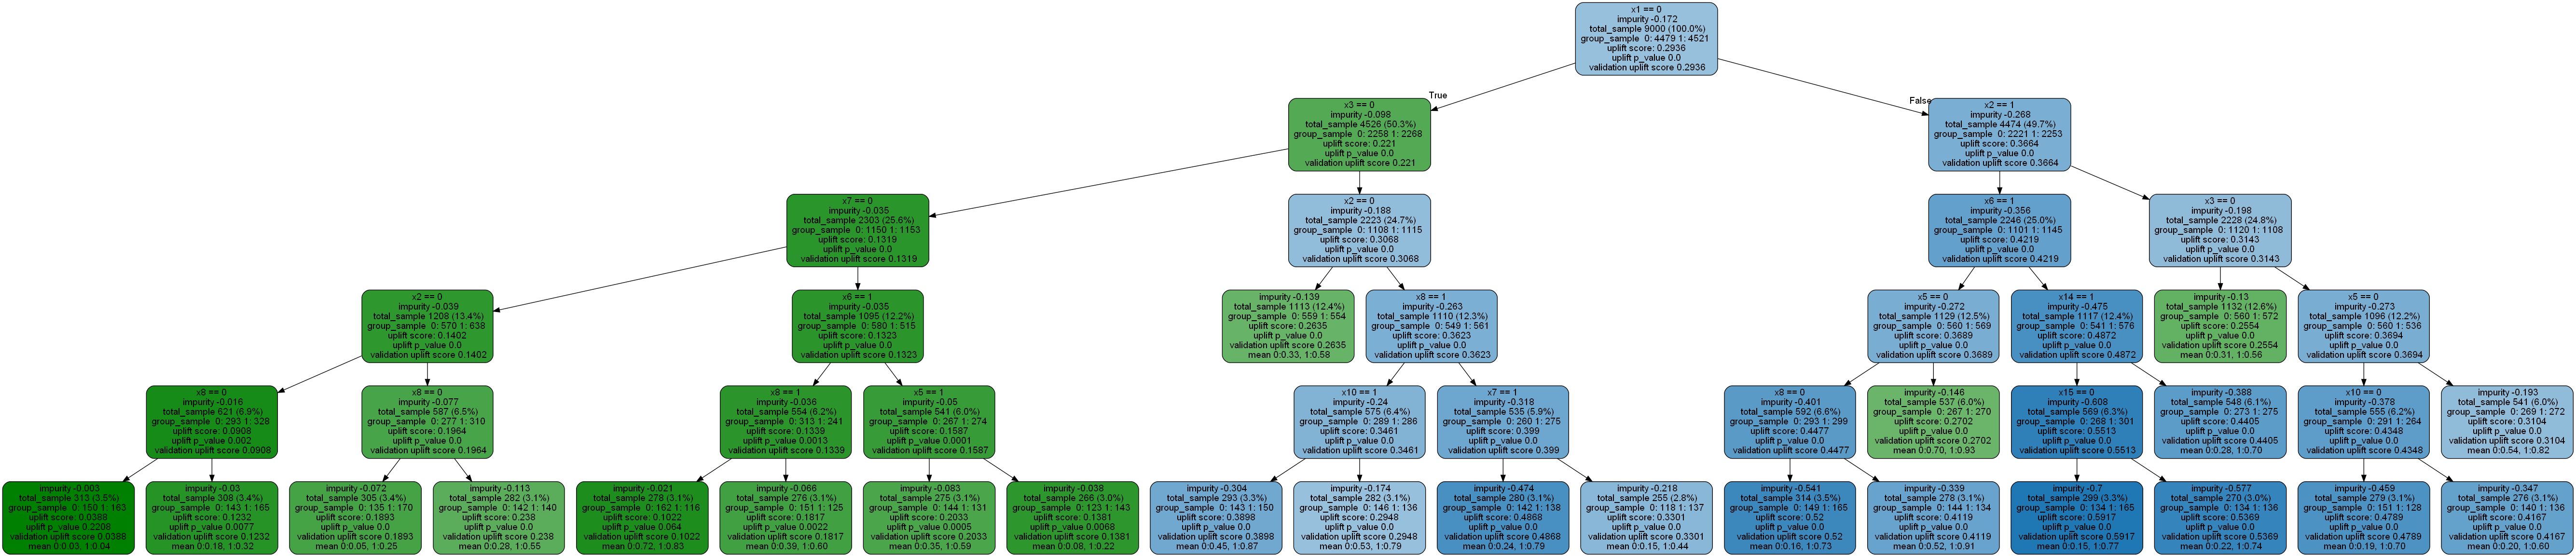 x1 == 0
impurity -0.172
total_sample 9000 (100.0%)
group_sample 0: 4479 1: 4521
uplift score: 0.2936
uplift p_value 0.0
validation uplift score 0.2936
True
False
x3 == 0
impurity -0.098
total_sample 4526 (50.3%)
group_sample 0: 2258 1: 2268
uplift score: 0.221
uplift p_value 0.0
validation uplift score 0.221
x2 == 1
impurity -0.268
total_sample 4474 (49.7%)
group_sample 0: 2221 1: 2253
uplift score: 0.3664
uplift p_value 0.0
validation uplift score 0.3664
x7 == 0
impurity -0.035
total_sample 2303 (25.6%)
group_sample 0: 1150 1: 1153
uplift score: 0.1319
uplift p_value 0.0
validation uplift score 0.1319
x2 == 0
impurity -0.188
total_sample 2223 (24.7%)
group_sample 0: 1108 1: 1115
uplift score: 0.3068
uplift p_value 0.0
validation uplift score 0.3068
x6 == 1
impurity -0.356
total_sample 2246 (25.0%)
group_sample 0: 1101 1: 1145
uplift score: 0.4219
uplift p_value 0.0
validation uplift score 0.4219
x3 == 0
impurity -0.198
total_sample 2228 (24.8%)
group_sample 0: 1120 1: 1108
uplift score: 0.3143
uplift p_value 0.0
validation uplift score 0.3143
x2 == 0
impurity -0.039
total_sample 1208 (13.4%)
group_sample 0: 570 1: 638
uplift score: 0.1402
uplift p_value 0.0
validation uplift score 0.1402
x6 == 1
impurity -0.035
total_sample 1095 (12.2%)
group_sample 0: 580 1: 515
uplift score: 0.1323
uplift p_value 0.0
validation uplift score 0.1323
impurity -0.139
total_sample 1113 (12.4%)
group_sample 0: 559 1: 554
uplift score: 0.2635
uplift p_value 0.0
validation uplift score 0.2635
mean 0:0.33, 1:0.58
x8 == 1
impurity -0.263
total_sample 1110 (12.3%)
group_sample 0: 549 1: 561
uplift score: 0.3623
uplift p_value 0.0
validation uplift score 0.3623
x5 == 0
impurity -0.272
total_sample 1129 (12.5%)
group_sample 0: 560 1: 569
uplift score: 0.3689
uplift p_value 0.0
validation uplift score 0.3689
x14 == 1
impurity -0.475
total_sample 1117 (12.4%)
group_sample 0: 541 1: 576
uplift score: 0.4872
uplift p_value 0.0
validation uplift score 0.4872
impurity -0.13
total_sample 1132 (12.6%)
group_sample 0: 560 1: 572
uplift score: 0.2554
uplift p_value 0.0
validation uplift score 0.2554
mean 0:0.31, 1:0.56
x5 == 0
impurity -0.273
total_sample 1096 (12.2%)
group_sample 0: 560 1: 536
uplift score: 0.3694
uplift p_value 0.0
validation uplift score 0.3694
x8 == 0
impurity -0.016
total_sample 621 (6.9%)
group_sample 0: 293 1: 328
uplift score: 0.0908
uplift p_value 0.002
validation uplift score 0.0908
x8 == 0
impurity -0.077
total_sample 587 (6.5%)
group_sample 0: 277 1: 310
uplift score: 0.1964
uplift p_value 0.0
validation uplift score 0.1964
x8 == 1
impurity -0.036
total_sample 554 (6.2%)
group_sample 0: 313 1: 241
uplift score: 0.1339
uplift p_value 0.0013
validation uplift score 0.1339
x5 == 1
impurity -0.05
total_sample 541 (6.0%)
group_sample 0: 267 1: 274
uplift score: 0.1587
uplift p_value 0.0001
validation uplift score 0.1587
x10 == 1
impurity -0.24
total_sample 575 (6.4%)
group_sample 0: 289 1: 286
uplift score: 0.3461
uplift p_value 0.0
validation uplift score 0.3461
x7 == 1
impurity -0.318
total_sample 535 (5.9%)
group_sample 0: 260 1: 275
uplift score: 0.399
uplift p_value 0.0
validation uplift score 0.399
x8 == 0
impurity -0.401
total_sample 592 (6.6%)
group_sample 0: 293 1: 299
uplift score: 0.4477
uplift p_value 0.0
validation uplift score 0.4477
impurity -0.146
total_sample 537 (6.0%)
group_sample 0: 267 1: 270
uplift score: 0.2702
uplift p_value 0.0
validation uplift score 0.2702
mean 0:0.70, 1:0.93
x15 == 0
impurity -0.608
total_sample 569 (6.3%)
group_sample 0: 268 1: 301
uplift score: 0.5513
uplift p_value 0.0
validation uplift score 0.5513
impurity -0.388
total_sample 548 (6.1%)
group_sample 0: 273 1: 275
uplift score: 0.4405
uplift p_value 0.0
validation uplift score 0.4405
mean 0:0.28, 1:0.70
x10 == 0
impurity -0.378
total_sample 555 (6.2%)
group_sample 0: 291 1: 264
uplift score: 0.4348
uplift p_value 0.0
validation uplift score 0.4348
impurity -0.193
total_sample 541 (6.0%)
group_sample 0: 269 1: 272
uplift score: 0.3104
uplift p_value 0.0
validation uplift score 0.3104
mean 0:0.54, 1:0.82
impurity -0.003
total_sample 313 (3.5%)
group_sample 0: 150 1: 163
uplift score: 0.0388
uplift p_value 0.2208
validation uplift score 0.0388
mean 0:0.03, 1:0.04
impurity -0.03
total_sample 308 (3.4%)
group_sample 0: 143 1: 165
uplift score: 0.1232
uplift p_value 0.0077
validation uplift score 0.1232
mean 0:0.18, 1:0.32
impurity -0.072
total_sample 305 (3.4%)
group_sample 0: 135 1: 170
uplift score: 0.1893
uplift p_value 0.0
validation uplift score 0.1893
mean 0:0.05, 1:0.25
impurity -0.113
total_sample 282 (3.1%)
group_sample 0: 142 1: 140
uplift score: 0.238
uplift p_value 0.0
validation uplift score 0.238
mean 0:0.28, 1:0.55
impurity -0.021
total_sample 278 (3.1%)
group_sample 0: 162 1: 116
uplift score: 0.1022
uplift p_value 0.064
validation uplift score 0.1022
mean 0:0.72, 1:0.83
impurity -0.066
total_sample 276 (3.1%)
group_sample 0: 151 1: 125
uplift score: 0.1817
uplift p_value 0.0022
validation uplift score 0.1817
mean 0:0.39, 1:0.60
impurity -0.083
total_sample 275 (3.1%)
group_sample 0: 144 1: 131
uplift score: 0.2033
uplift p_value 0.0005
validation uplift score 0.2033
mean 0:0.35, 1:0.59
impurity -0.038
total_sample 266 (3.0%)
group_sample 0: 123 1: 143
uplift score: 0.1381
uplift p_value 0.0068
validation uplift score 0.1381
mean 0:0.08, 1:0.22
impurity -0.304
total_sample 293 (3.3%)
group_sample 0: 143 1: 150
uplift score: 0.3898
uplift p_value 0.0
validation uplift score 0.3898
mean 0:0.45, 1:0.87
impurity -0.174
total_sample 282 (3.1%)
group_sample 0: 146 1: 136
uplift score: 0.2948
uplift p_value 0.0
validation uplift score 0.2948
mean 0:0.53, 1:0.79
impurity -0.474
total_sample 280 (3.1%)
group_sample 0: 142 1: 138
uplift score: 0.4868
uplift p_value 0.0
validation uplift score 0.4868
mean 0:0.24, 1:0.79
impurity -0.218
total_sample 255 (2.8%)
group_sample 0: 118 1: 137
uplift score: 0.3301
uplift p_value 0.0
validation uplift score 0.3301
mean 0:0.15, 1:0.44
impurity -0.541
total_sample 314 (3.5%)
group_sample 0: 149 1: 165
uplift score: 0.52
uplift p_value 0.0
validation uplift score 0.52
mean 0:0.16, 1:0.73
impurity -0.339
total_sample 278 (3.1%)
group_sample 0: 144 1: 134
uplift score: 0.4119
uplift p_value 0.0
validation uplift score 0.4119
mean 0:0.52, 1:0.91
impurity -0.7
total_sample 299 (3.3%)
group_sample 0: 134 1: 165
uplift score: 0.5917
uplift p_value 0.0
validation uplift score 0.5917
mean 0:0.15, 1:0.77
impurity -0.577
total_sample 270 (3.0%)
group_sample 0: 134 1: 136
uplift score: 0.5369
uplift p_value 0.0
validation uplift score 0.5369
mean 0:0.22, 1:0.74
impurity -0.459
total_sample 279 (3.1%)
group_sample 0: 151 1: 128
uplift score: 0.4789
uplift p_value 0.0
validation uplift score 0.4789
mean 0:0.19, 1:0.70
impurity -0.347
total_sample 276 (3.1%)
group_sample 0: 140 1: 136
uplift score: 0.4167
uplift p_value 0.0
validation uplift score 0.4167
mean 0:0.20, 1:0.60